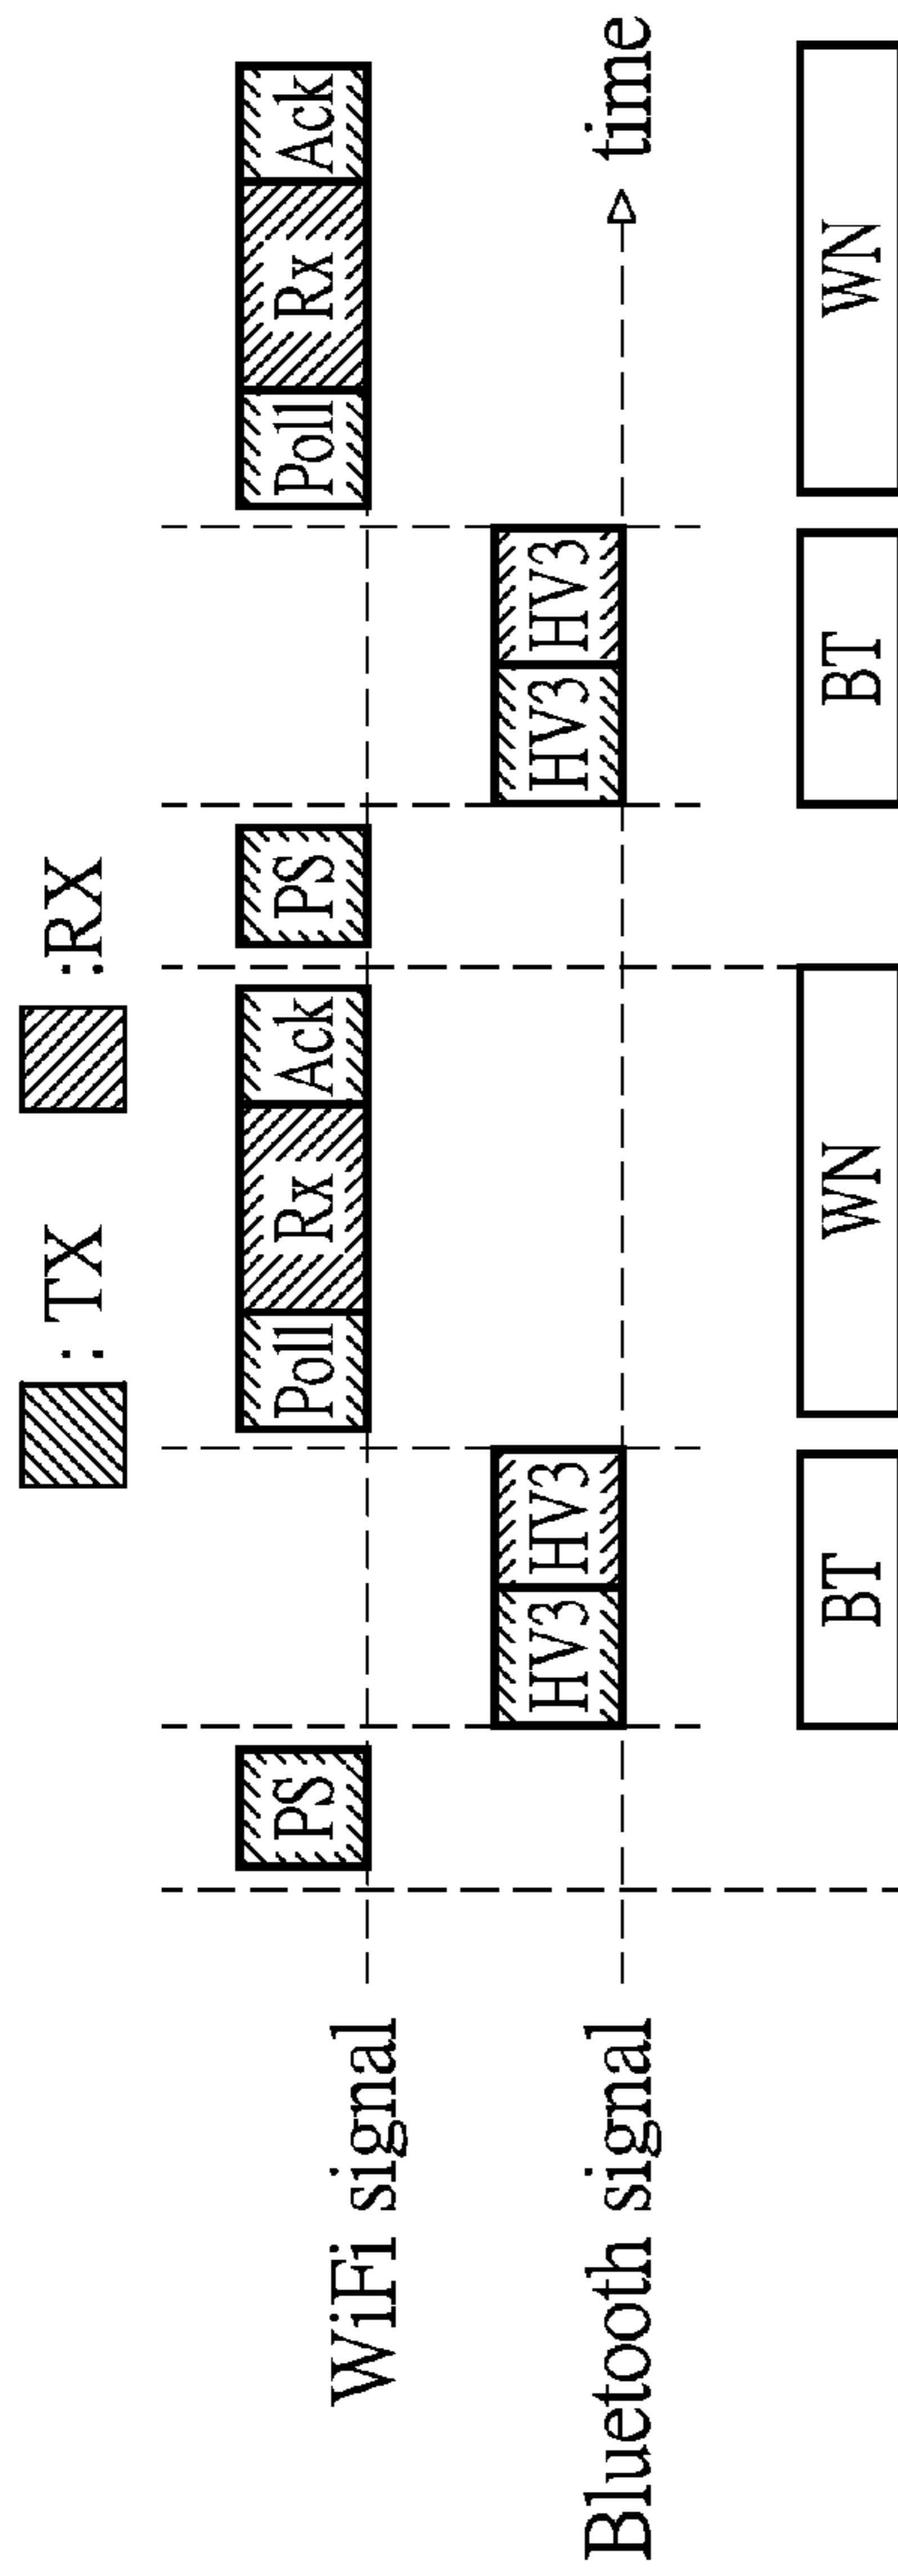 : TX :RX
PS Poll Rx Ack PS Poll Rx Ack
WiFi signal
HV3 HV3 HV3 HV3
Bluetooth signal time
BT WN BT WN